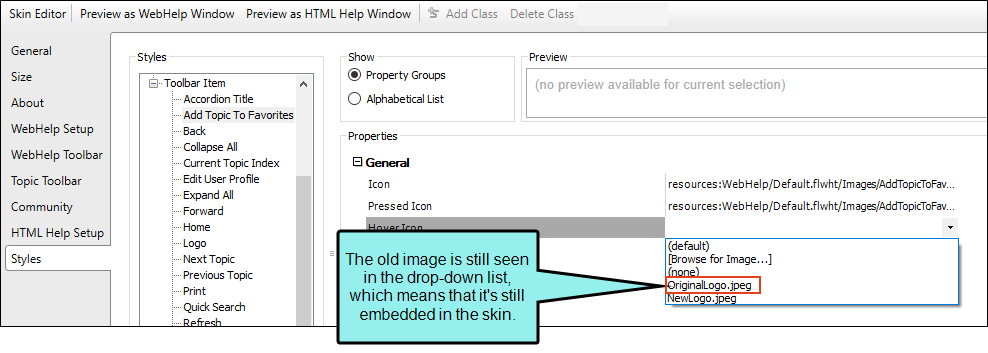 Skin Editor Preview as WebHelp Window Preview as HTML Help Window Add Class Delete Class
General
Size
About
WebHelp Setup
WebHelp Toolbar
Topic Toolbar
Community
HTML Help Setup
Styles
Styles
Toolbar Item
Accordion Title
Add Topic To Favorites
Back
Collapse All
Current Topic Index
Edit User Profile
Expand All
Forward
Home
Logo
Next Topic
Previous Topic
Print
Quick Search
Refresh
Show
Property Groups
Alphabetical List
Preview
(no preview available for current selection)
Properties
General
Icon resources:WebHelp/Default.flwht/Images/AddTopicToFav...
Pressed Icon resources:WebHelp/Default.flwht/Images/AddTopicToFav...
Hover Icon
(default)
[Browse for Image...]
(none)
OriginalLogo.jpeg
NewLogo.jpeg
The old image is still seen
in the drop-down list,
which means that it's still
embedded in the skin.